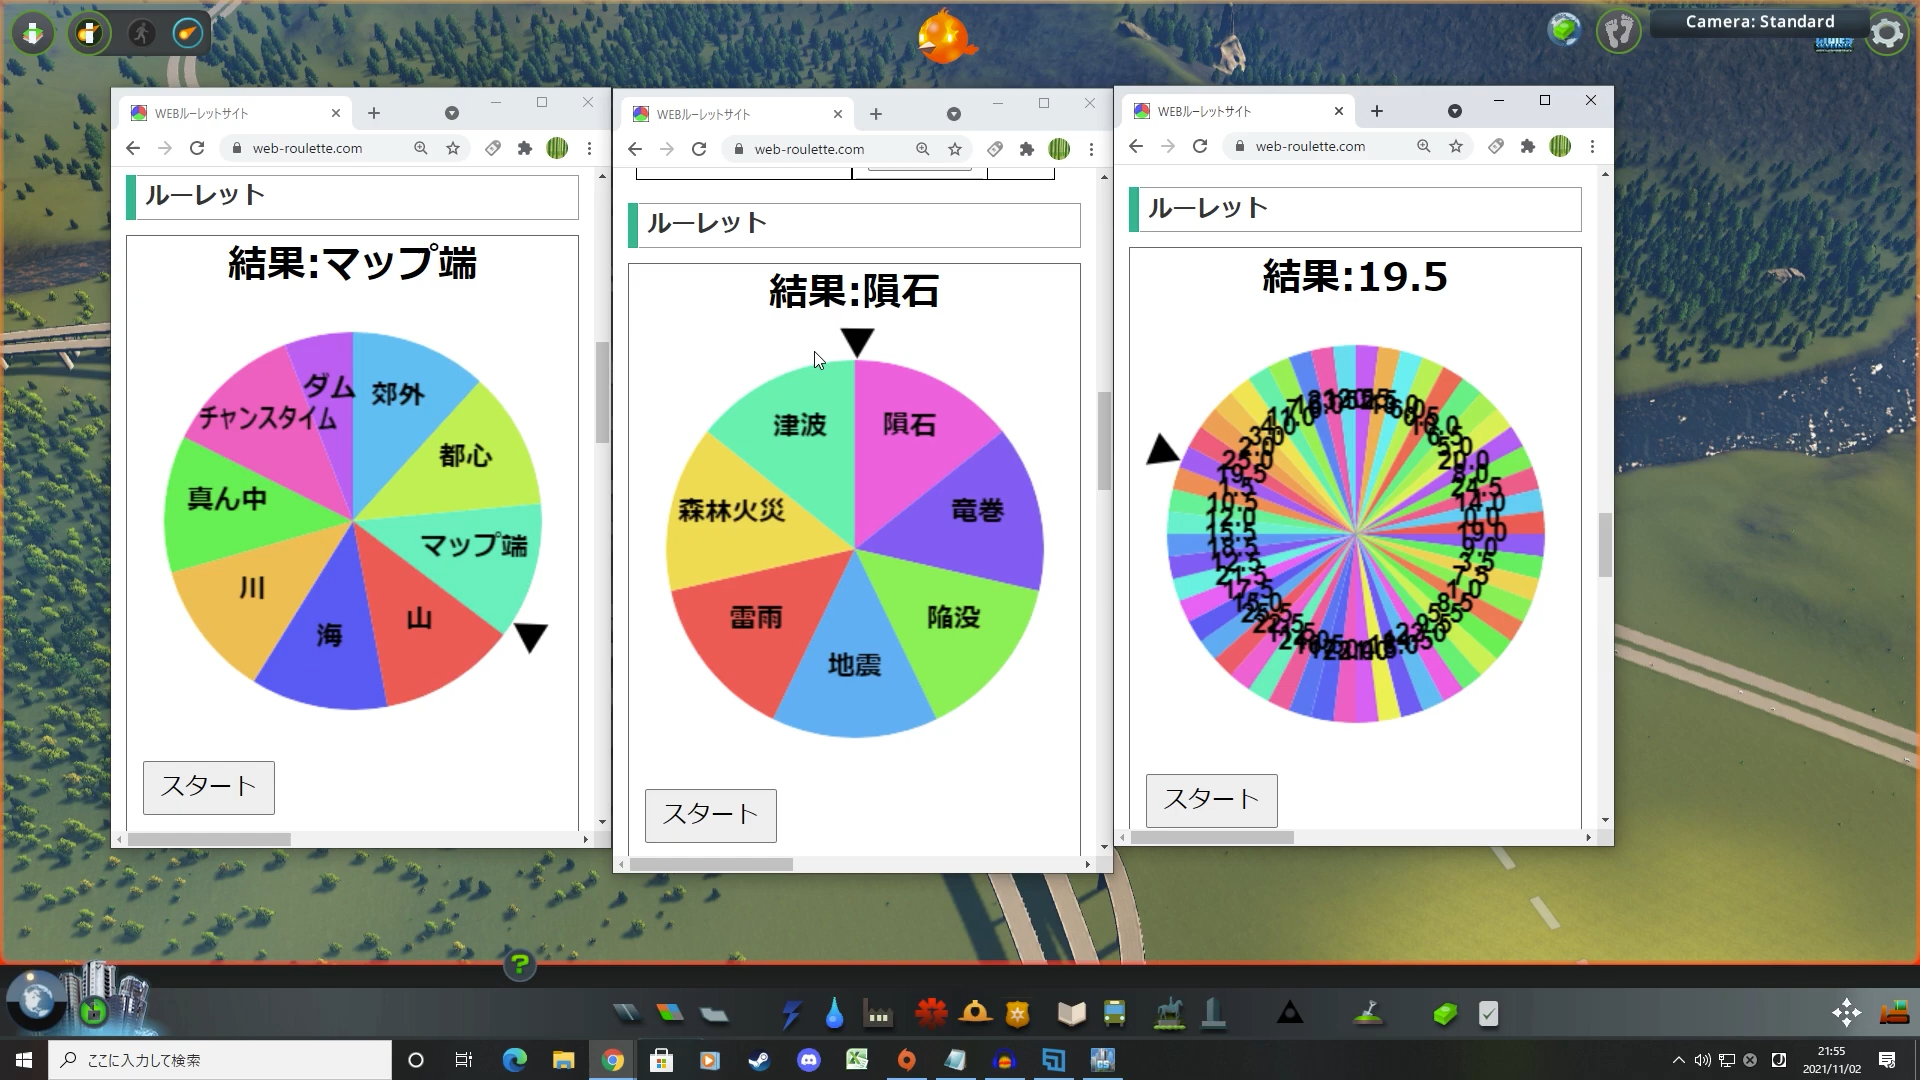 Camera: Standard
WEBルーレットサイト
web-roulette.com
ルーレット
結果:マップ端
ダム
郊外
チャンスタイム
都心
真ん中
マップ端
川
山
海
スタート
WEBルーレットサイト
web-roulette.com
ルーレット
結果:隕石
津波
隕石
森林火災
竜巻
雷雨
陥没
地震
スタート
WEBルーレットサイト
web-roulette.com
ルーレット
結果:19.5
スタート
ここに入力して検索
21:55
2021/11/02